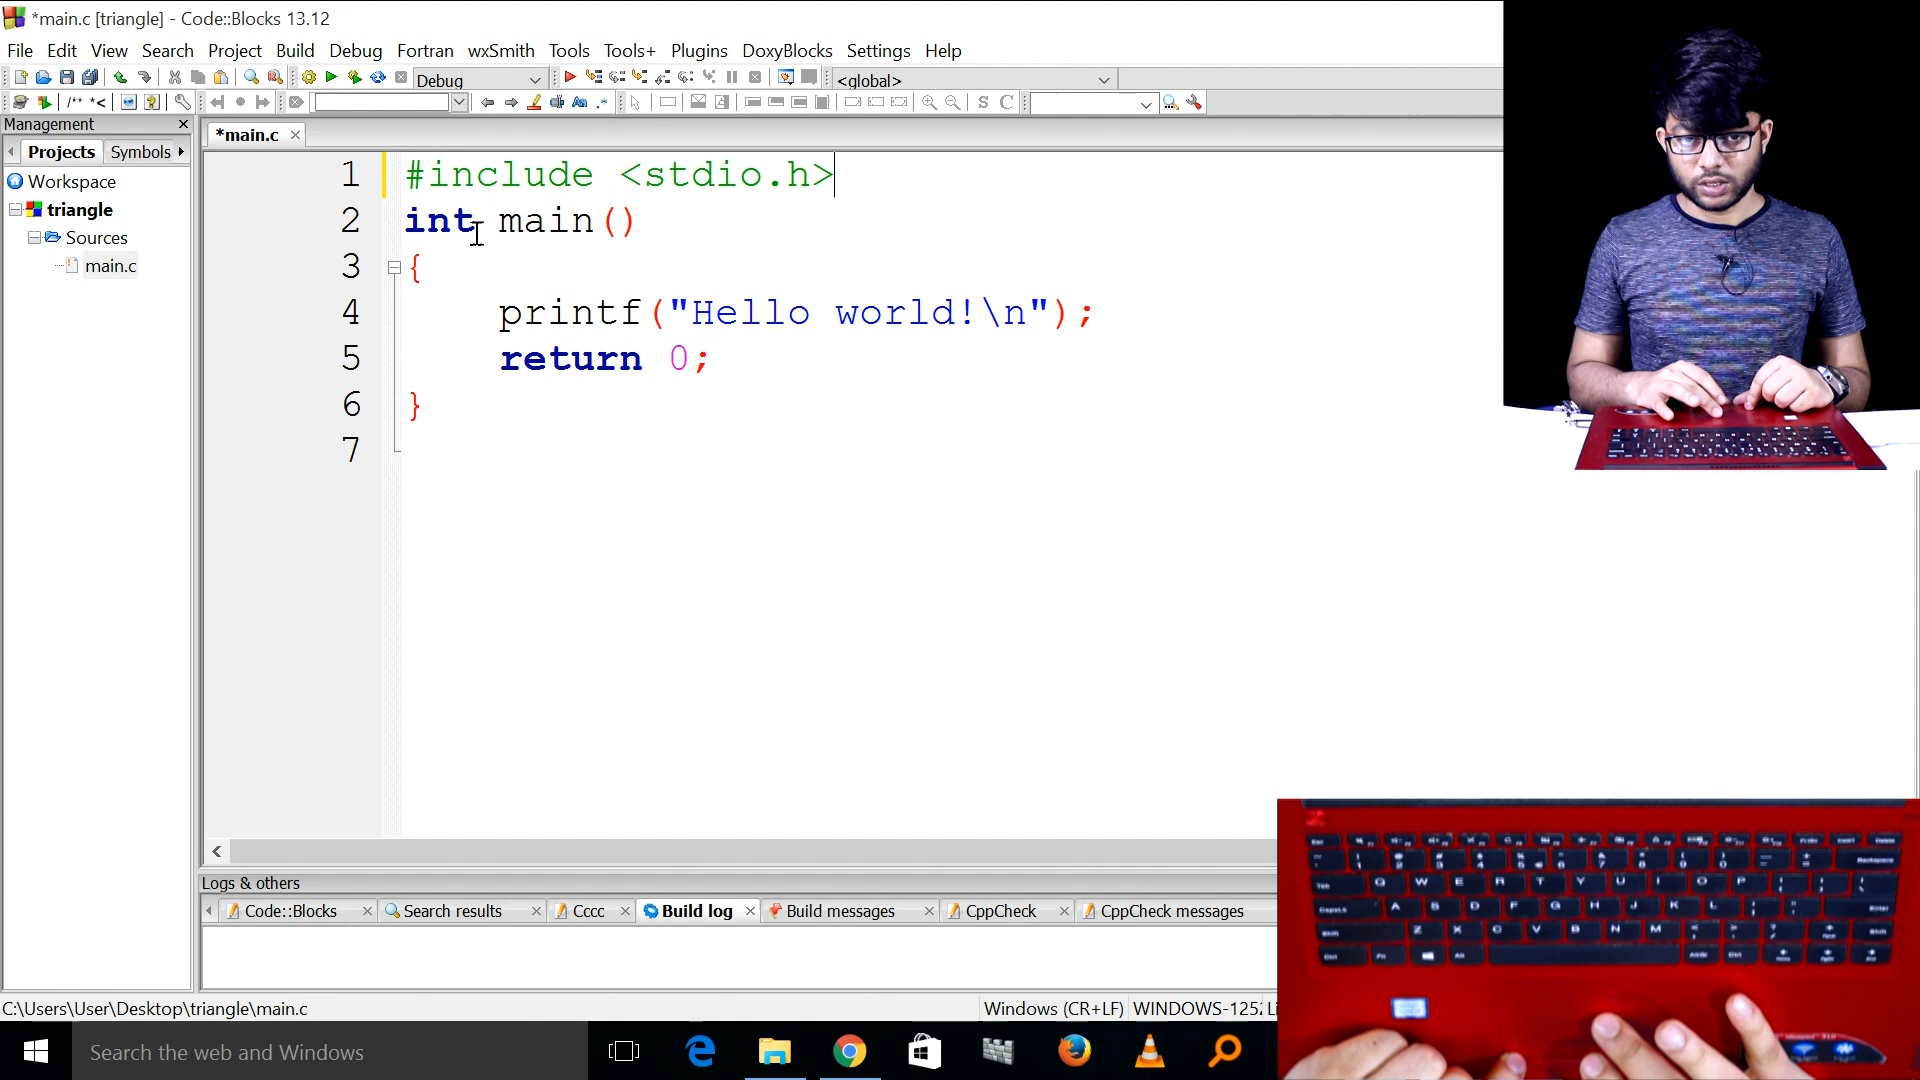 *main.c [triangle] - Code::Blocks 13.12
File Edit View Search Project Build Debug Fortran wxSmith Tools Tools+ Plugins DoxyBlocks Settings Help
Debug
<global>
/** *<
S C
Management
*main.c
Projects Symbols
Workspace
triangle
Sources
main.c
1 #include <stdio.h>
2 int main()
3 {
4 printf("Hello world!\n");
5 return 0;
6 }
7
Logs & others
Code::Blocks Search results Cccc Build log Build messages CppCheck CppCheck messages
C:\Users\User\Desktop\triangle\main.c Windows (CR+LF) WINDOWS-1252
Search the web and Windows
Q W E R T Y U I O P
A S D F G H J K L
Z X C V B N M